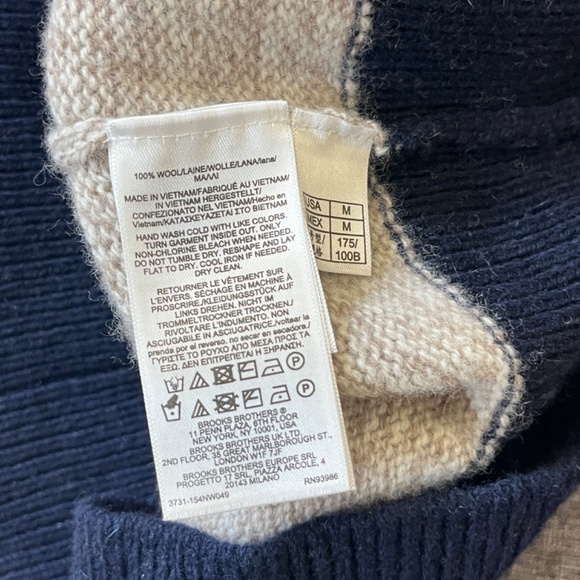 100% WOOL/LAINE/WOLLE/LANA/lana/
ΜΑΛΛΙ
MADE IN VIETNAM/FABRIQUÉ AU VIETNAM/
IN VIETNAM HERGESTELLT/
CONFEZIONATO NEL VIETNAM/Hecho en
Vietnam/ΚΑΤΑΣΚΕΥΑΖΕΤΑΙ ΣΤΟ ΒΙΕΤΝΑΜ
HAND WASH COLD WITH LIKE COLORS.
TURN GARMENT INSIDE OUT. ONLY
NON-CHLORINE BLEACH WHEN NEEDED.
DO NOT TUMBLE DRY. RESHAPE AND LAY
FLAT TO DRY. COOL IRON IF NEEDED.
DRY CLEAN.
RETOURNER LE VÊTEMENT SUR
L'ENVERS. SÉCHAGE EN MACHINE À
PROSCRIRE./KLEIDUNGSSTÜCK AUF
LINKS DREHEN. NICHT IM
TROMMELTROCKNER TROCKNEN./
RIVOLTARE L'INDUMENTO. NON
ASCIUGABILE IN ASCIUGATRICE./voltear la
prenda por el reverso. no secar en secadora./
ΓΥΡΙΣΤΕ ΤΟ ΡΟΥΧΟ ΑΠΟ ΜΕΣΑ ΠΡΟΣ ΤΑ
ΕΞΩ. ΔΕΝ ΕΠΙΤΡΕΠΕΤΑΙ Η ΞΗΡΑΝΣΗ.
BROOKS BROTHERS ®
11 PENN PLAZA, 6TH FLOOR
NEW YORK, NY 10001, USA
BROOKS BROTHERS UK LTD.
2ND FLOOR, 35 GREAT MARLBOROUGH ST.,
LONDON W1F 7JF
BROOKS BROTHERS EUROPE SRL
PROGETTO 17 SRL, PIAZZA ARCOLE, 4
20143 MILANO
3731-154NW049 RN93986
USA M
MEX M
175/
100B